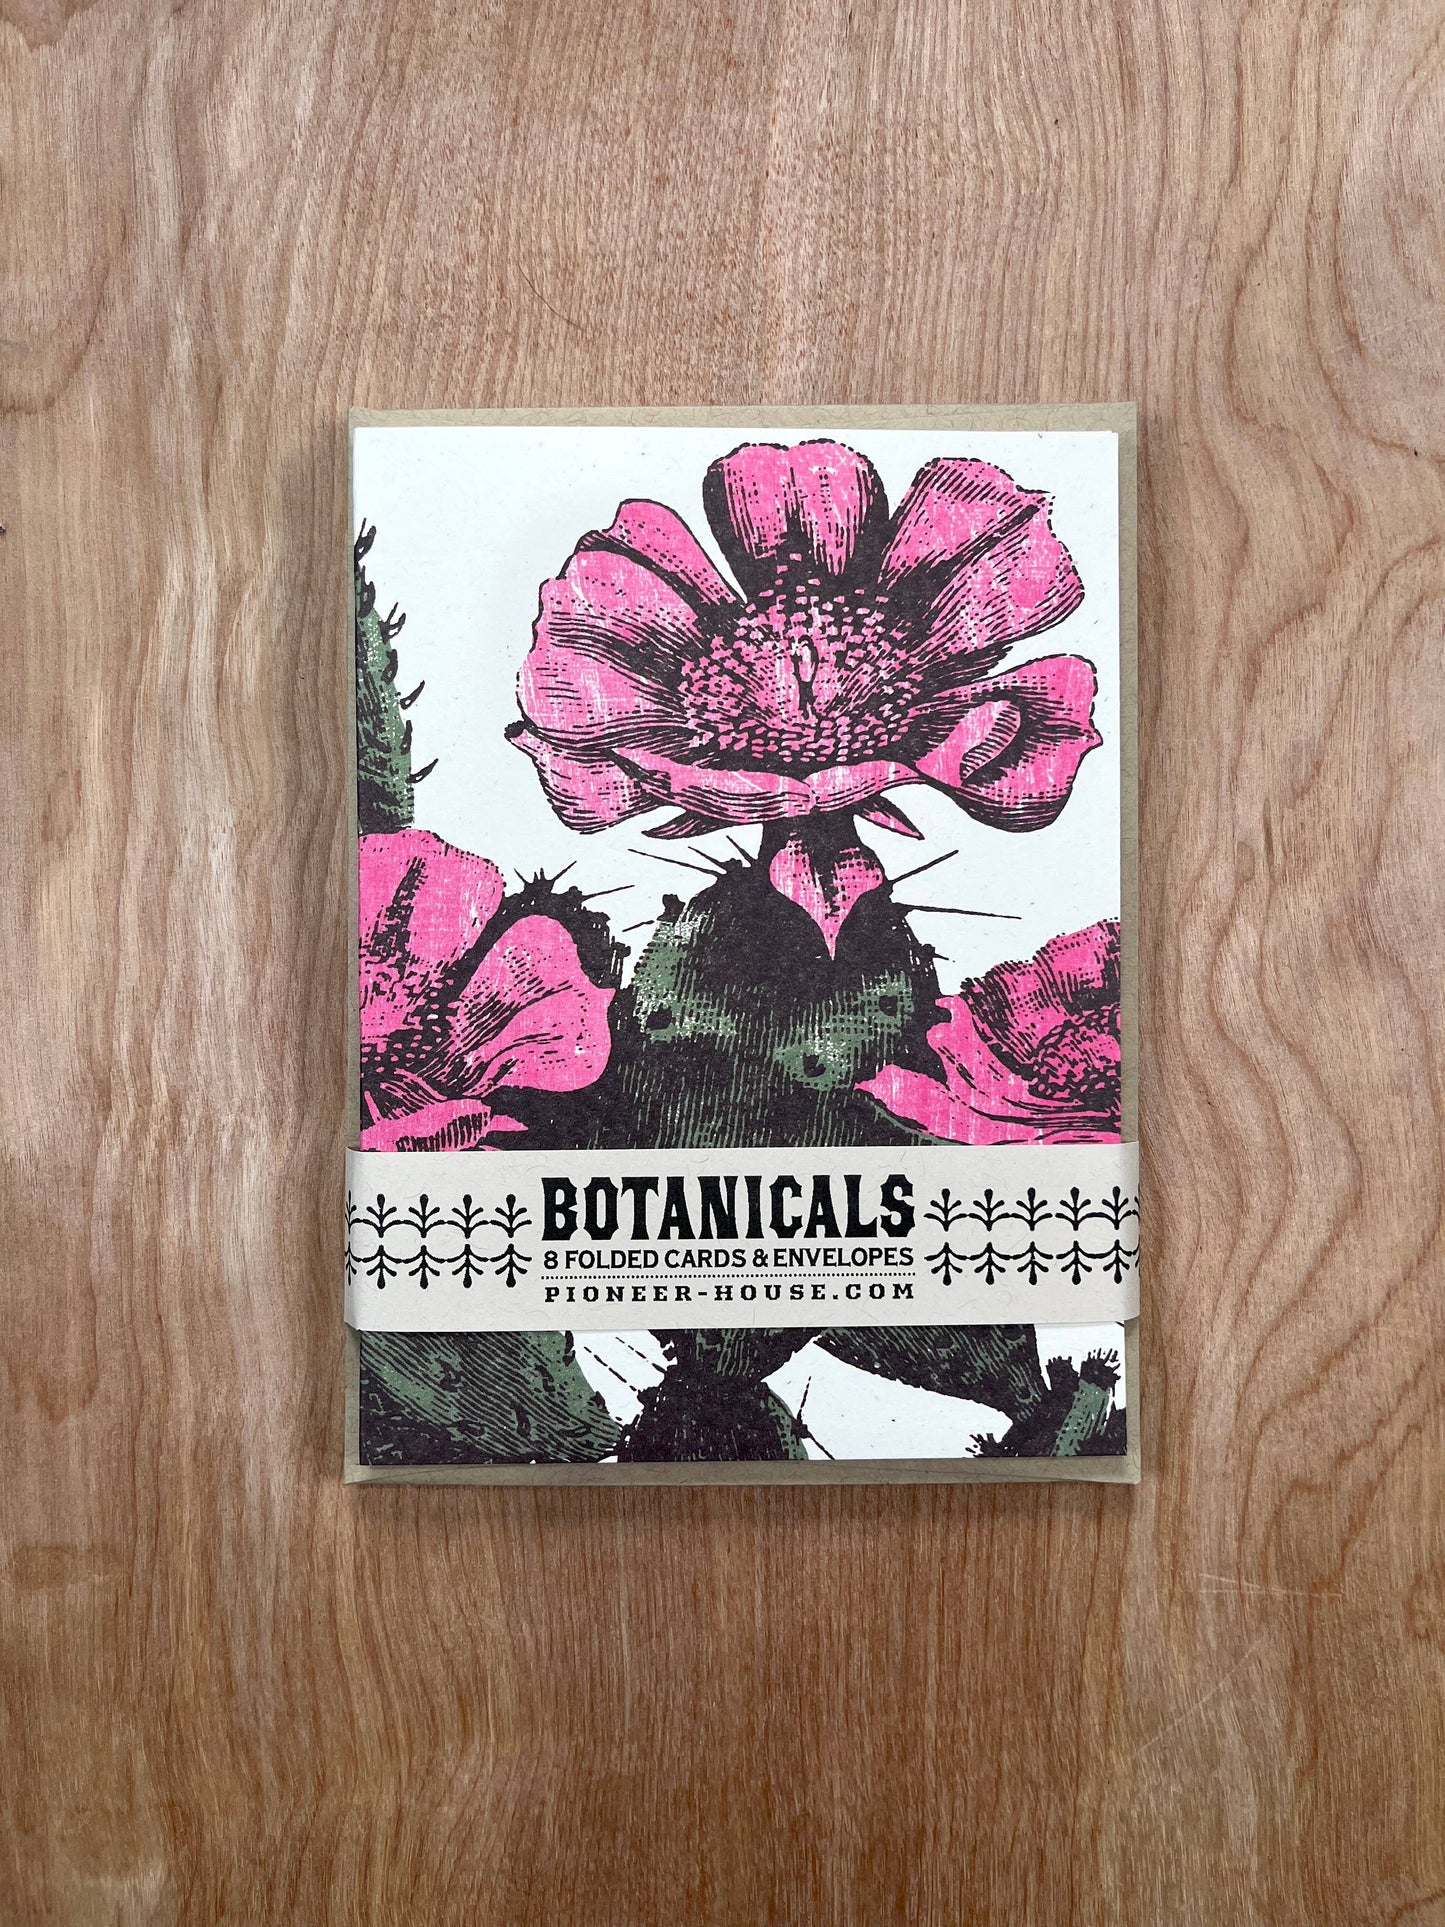 BOTANICALS
8 FOLDED CARDS & ENVELOPES
PIONEER-HOUSE.COM